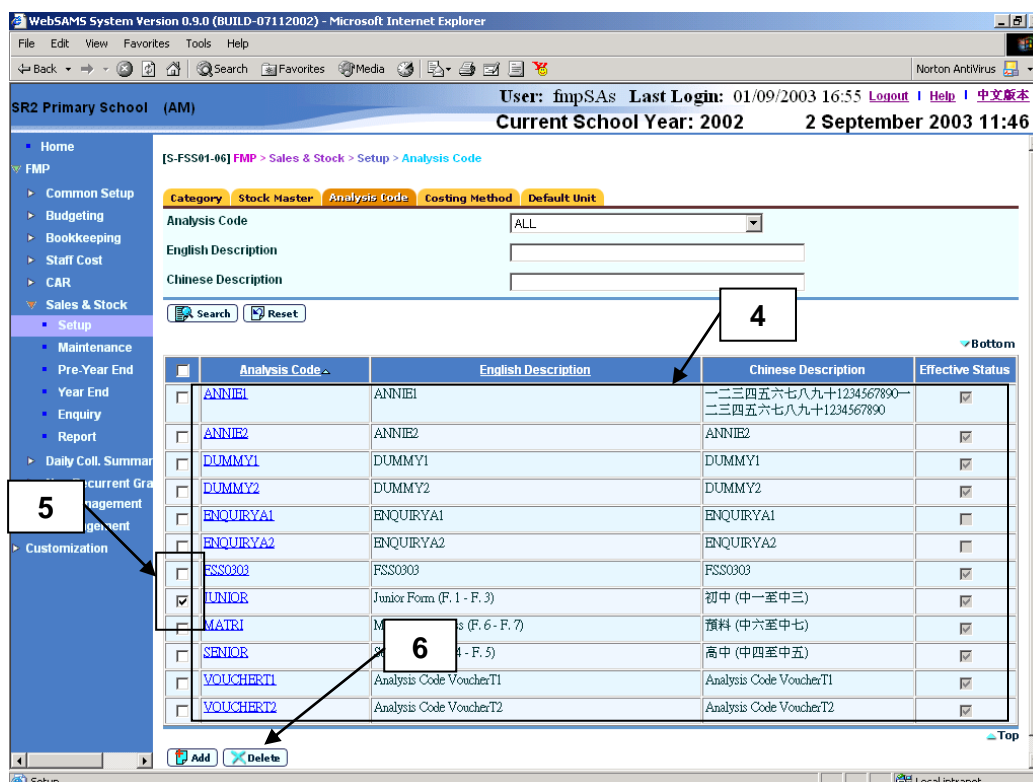 WebSAMS System Version 0.9.0 (BUILD-07112002) - Microsoft Internet Explorer
File Edit View Favorites Tools Help
Back Search Favorites Media Norton AntiVirus
SR2 Primary School (AM)
User: fmpSAs Last Login: 01/09/2003 16:55 Logout | Help | 中文版本
Current School Year: 2002 2 September 2003 11:46
Home
FMP
Common Setup
Budgeting
Bookkeeping
Staff Cost
CAR
Sales & Stock
Setup
Maintenance
Pre-Year End
Year End
Enquiry
Report
Daily Coll. Summar
Customization
[S-FSS01-06] FMP > Sales & Stock > Setup > Analysis Code
Category Stock Master Analysis Code Costing Method Default Unit
Analysis Code ALL
English Description
Chinese Description
Search Reset
4
Bottom
Analysis Code English Description Chinese Description Effective Status
ANNIE1 ANNIE1 一二三四五六七八九十1234567890一
二三四五六七八九十1234567890
ANNIE2 ANNIE2 ANNIE2
DUMMY1 DUMMY1 DUMMY1
DUMMY2 DUMMY2 DUMMY2
ENQUIRYA1 ENQUIRYA1 ENQUIRYA1
ENQUIRYA2 ENQUIRYA2 ENQUIRYA2
FSS0303 FSS0303 FSS0303
JUNIOR Junior Form (F. 1 - F. 3) 初中 (中一至中三)
MATRI (F. 6 - F. 7) 預料 (中六至中七)
SENIOR - F. 5) 高中 (中四至中五)
VOUCHERT1 Analysis Code VoucherT1 Analysis Code VoucherT1
VOUCHERT2 Analysis Code VoucherT2 Analysis Code VoucherT2
5
6
Top
Add Delete
Setup Local intranet